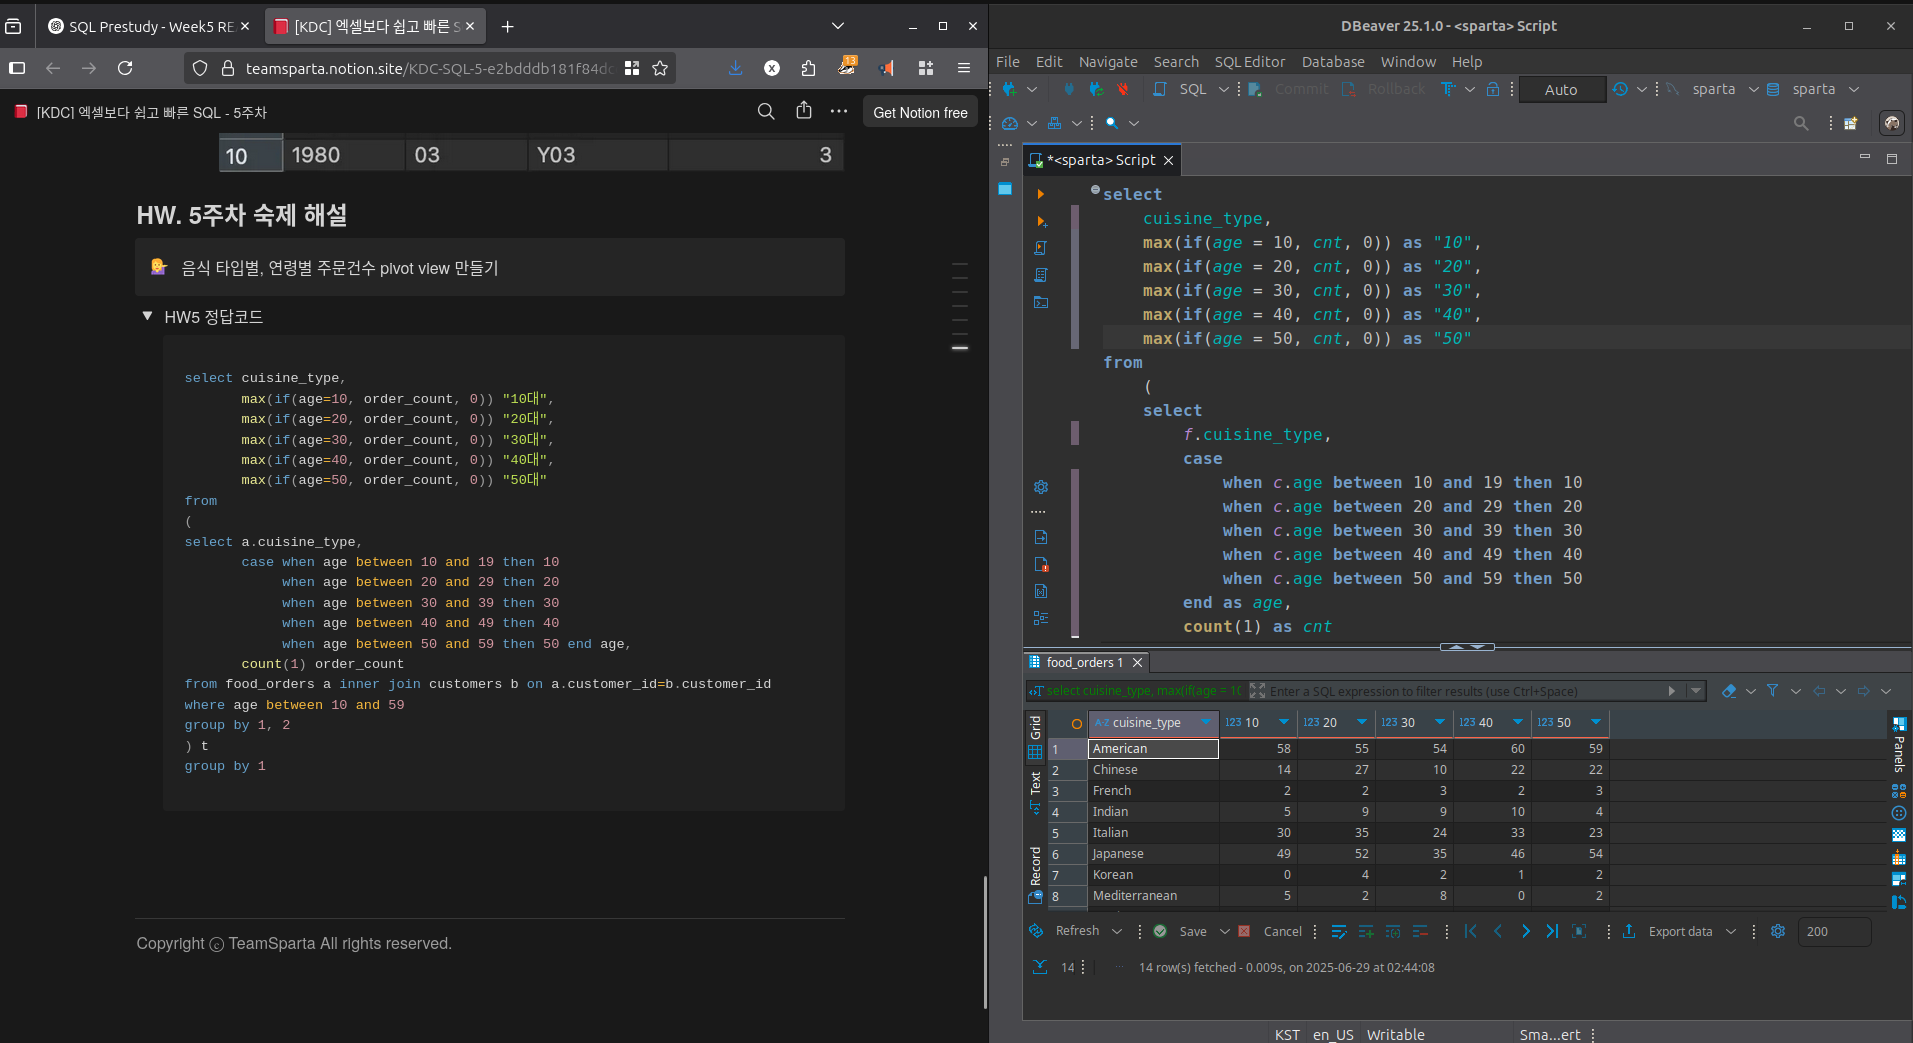 SQL Prestudy - Week5 RE
[KDC] 엑셀보다 쉽고 빠른 S
teamsparta.notion.site/KDC-SQL-5-e2bdddb181f84dc
13
[KDC] 엑셀보다 쉽고 빠른 SQL - 5주차
Get Notion free
10 1980 03 Y03 3
HW. 5주차 숙제 해설
음식 타입별, 연령별 주문건수 pivot view 만들기
HW5 정답코드
select cuisine_type,
max(if(age=10, order_count, 0)) "10대",
max(if(age=20, order_count, 0)) "20대",
max(if(age=30, order_count, 0)) "30대",
max(if(age=40, order_count, 0)) "40대",
max(if(age=50, order_count, 0)) "50대"
from
(
select a.cuisine_type,
case when age between 10 and 19 then 10
when age between 20 and 29 then 20
when age between 30 and 39 then 30
when age between 40 and 49 then 40
when age between 50 and 59 then 50 end age,
count(1) order_count
from food_orders a inner join customers b on a.customer_id=b.customer_id
where age between 10 and 59
group by 1, 2
) t
group by 1
Copyright ⓒ TeamSparta All rights reserved.
DBeaver 25.1.0 - <sparta> Script
File Edit Navigate Search SQL Editor Database Window Help
SQL Commit Rollback Auto sparta sparta
*<sparta> Script
select
cuisine_type,
max(if(age = 10, cnt, 0)) as "10",
max(if(age = 20, cnt, 0)) as "20",
max(if(age = 30, cnt, 0)) as "30",
max(if(age = 40, cnt, 0)) as "40",
max(if(age = 50, cnt, 0)) as "50"
from
(
select
f.cuisine_type,
case
when c.age between 10 and 19 then 10
when c.age between 20 and 29 then 20
when c.age between 30 and 39 then 30
when c.age between 40 and 49 then 40
when c.age between 50 and 59 then 50
end as age,
count(1) as cnt
food_orders 1
select cuisine_type, max(if(age = 10 Enter a SQL expression to filter results (use Ctrl+Space)
Grid
Text
Record
Panels
A-Z cuisine_type 123 10 123 20 123 30 123 40 123 50
1 American 58 55 54 60 59
2 Chinese 14 27 10 22 22
3 French 2 2 3 2 3
4 Indian 5 9 9 10 4
5 Italian 30 35 24 33 23
6 Japanese 49 52 35 46 54
7 Korean 0 4 2 1 2
8 Mediterranean 5 2 8 0 2
Refresh Save Cancel Export data 200
14 14 row(s) fetched - 0.009s, on 2025-06-29 at 02:44:08
KST en_US Writable Sma...ert